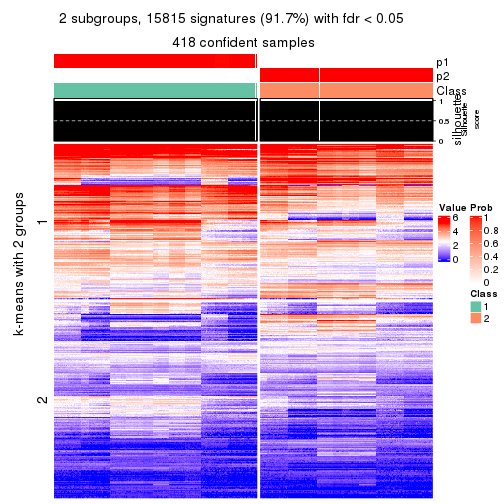 2 subgroups, 15815 signatures (91.7%) with fdr < 0.05
418 confident samples
p1
p2
Class
1
0.5
0
silhouette
Silhouette
score
k-means with 2 groups
1
2
Value
6
4
2
0
Prob
1
0.8
0.6
0.4
0.2
0
Class
1
2